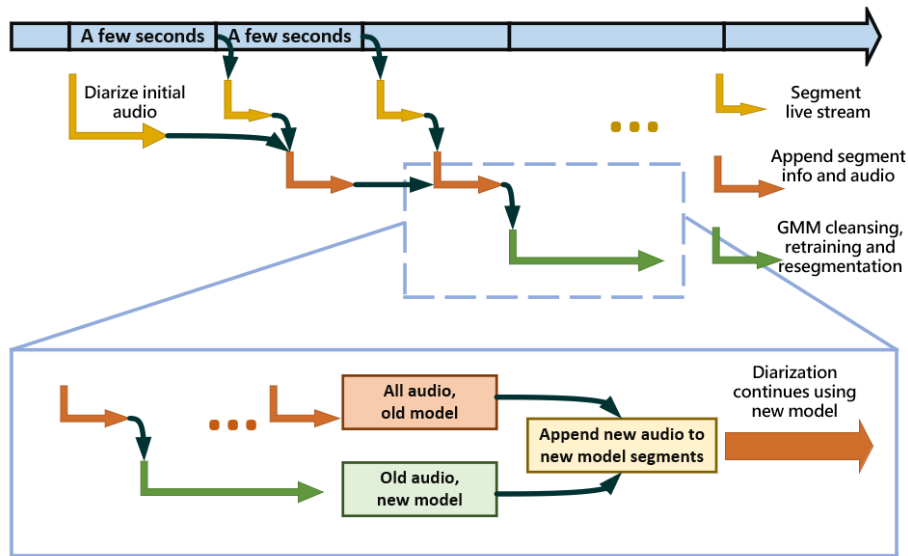 A few seconds
A few seconds
Diarize initial
audio
Segment
live stream
Append segment
info and audio
GMM cleansing,
retraining and
resegmentation
All audio,
old model
Old audio,
new model
Append new audio to
new model segments
Diarization
continues using
new model